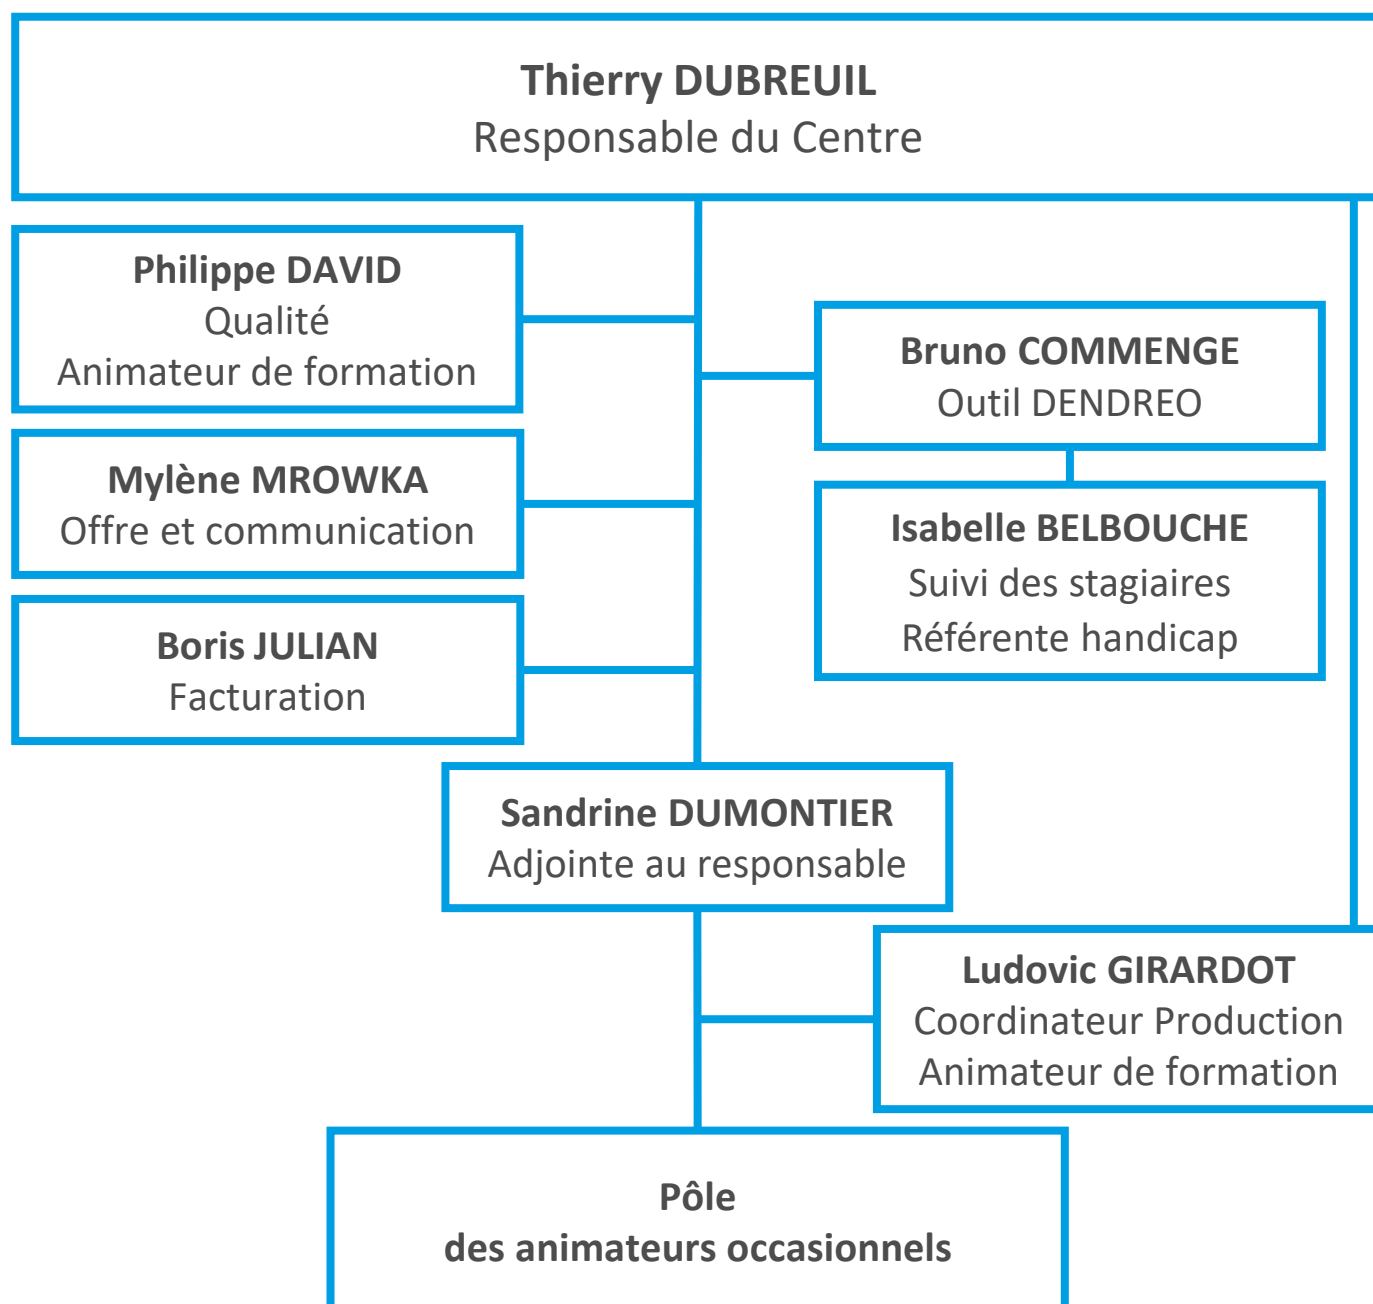 Thierry DUBREUIL
Responsable du Centre
Philippe DAVID
Qualité
Animateur de formation
Bruno COMMENGE
Outil DENDREO
Mylène MROWKA
Offre et communication
Isabelle BELBOUCHE
Suivi des stagiaires
Référente handicap
Boris JULIAN
Facturation
Sandrine DUMONTIER
Adjointe au responsable
Ludovic GIRARDOT
Coordinateur Production
Animateur de formation
Pôle
des animateurs occasionnels